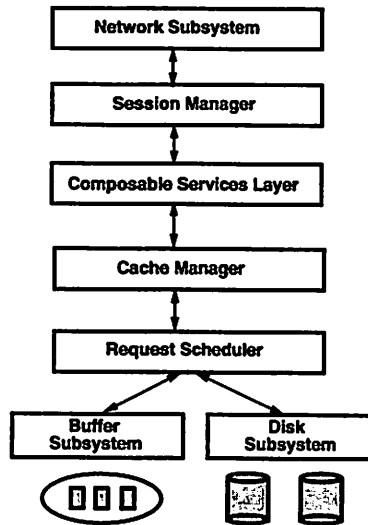 Network Subsystem
Session Manager
Composable Services Layer
Cache Manager
Request Scheduler
Buffer
Subsystem
Disk
Subsystem